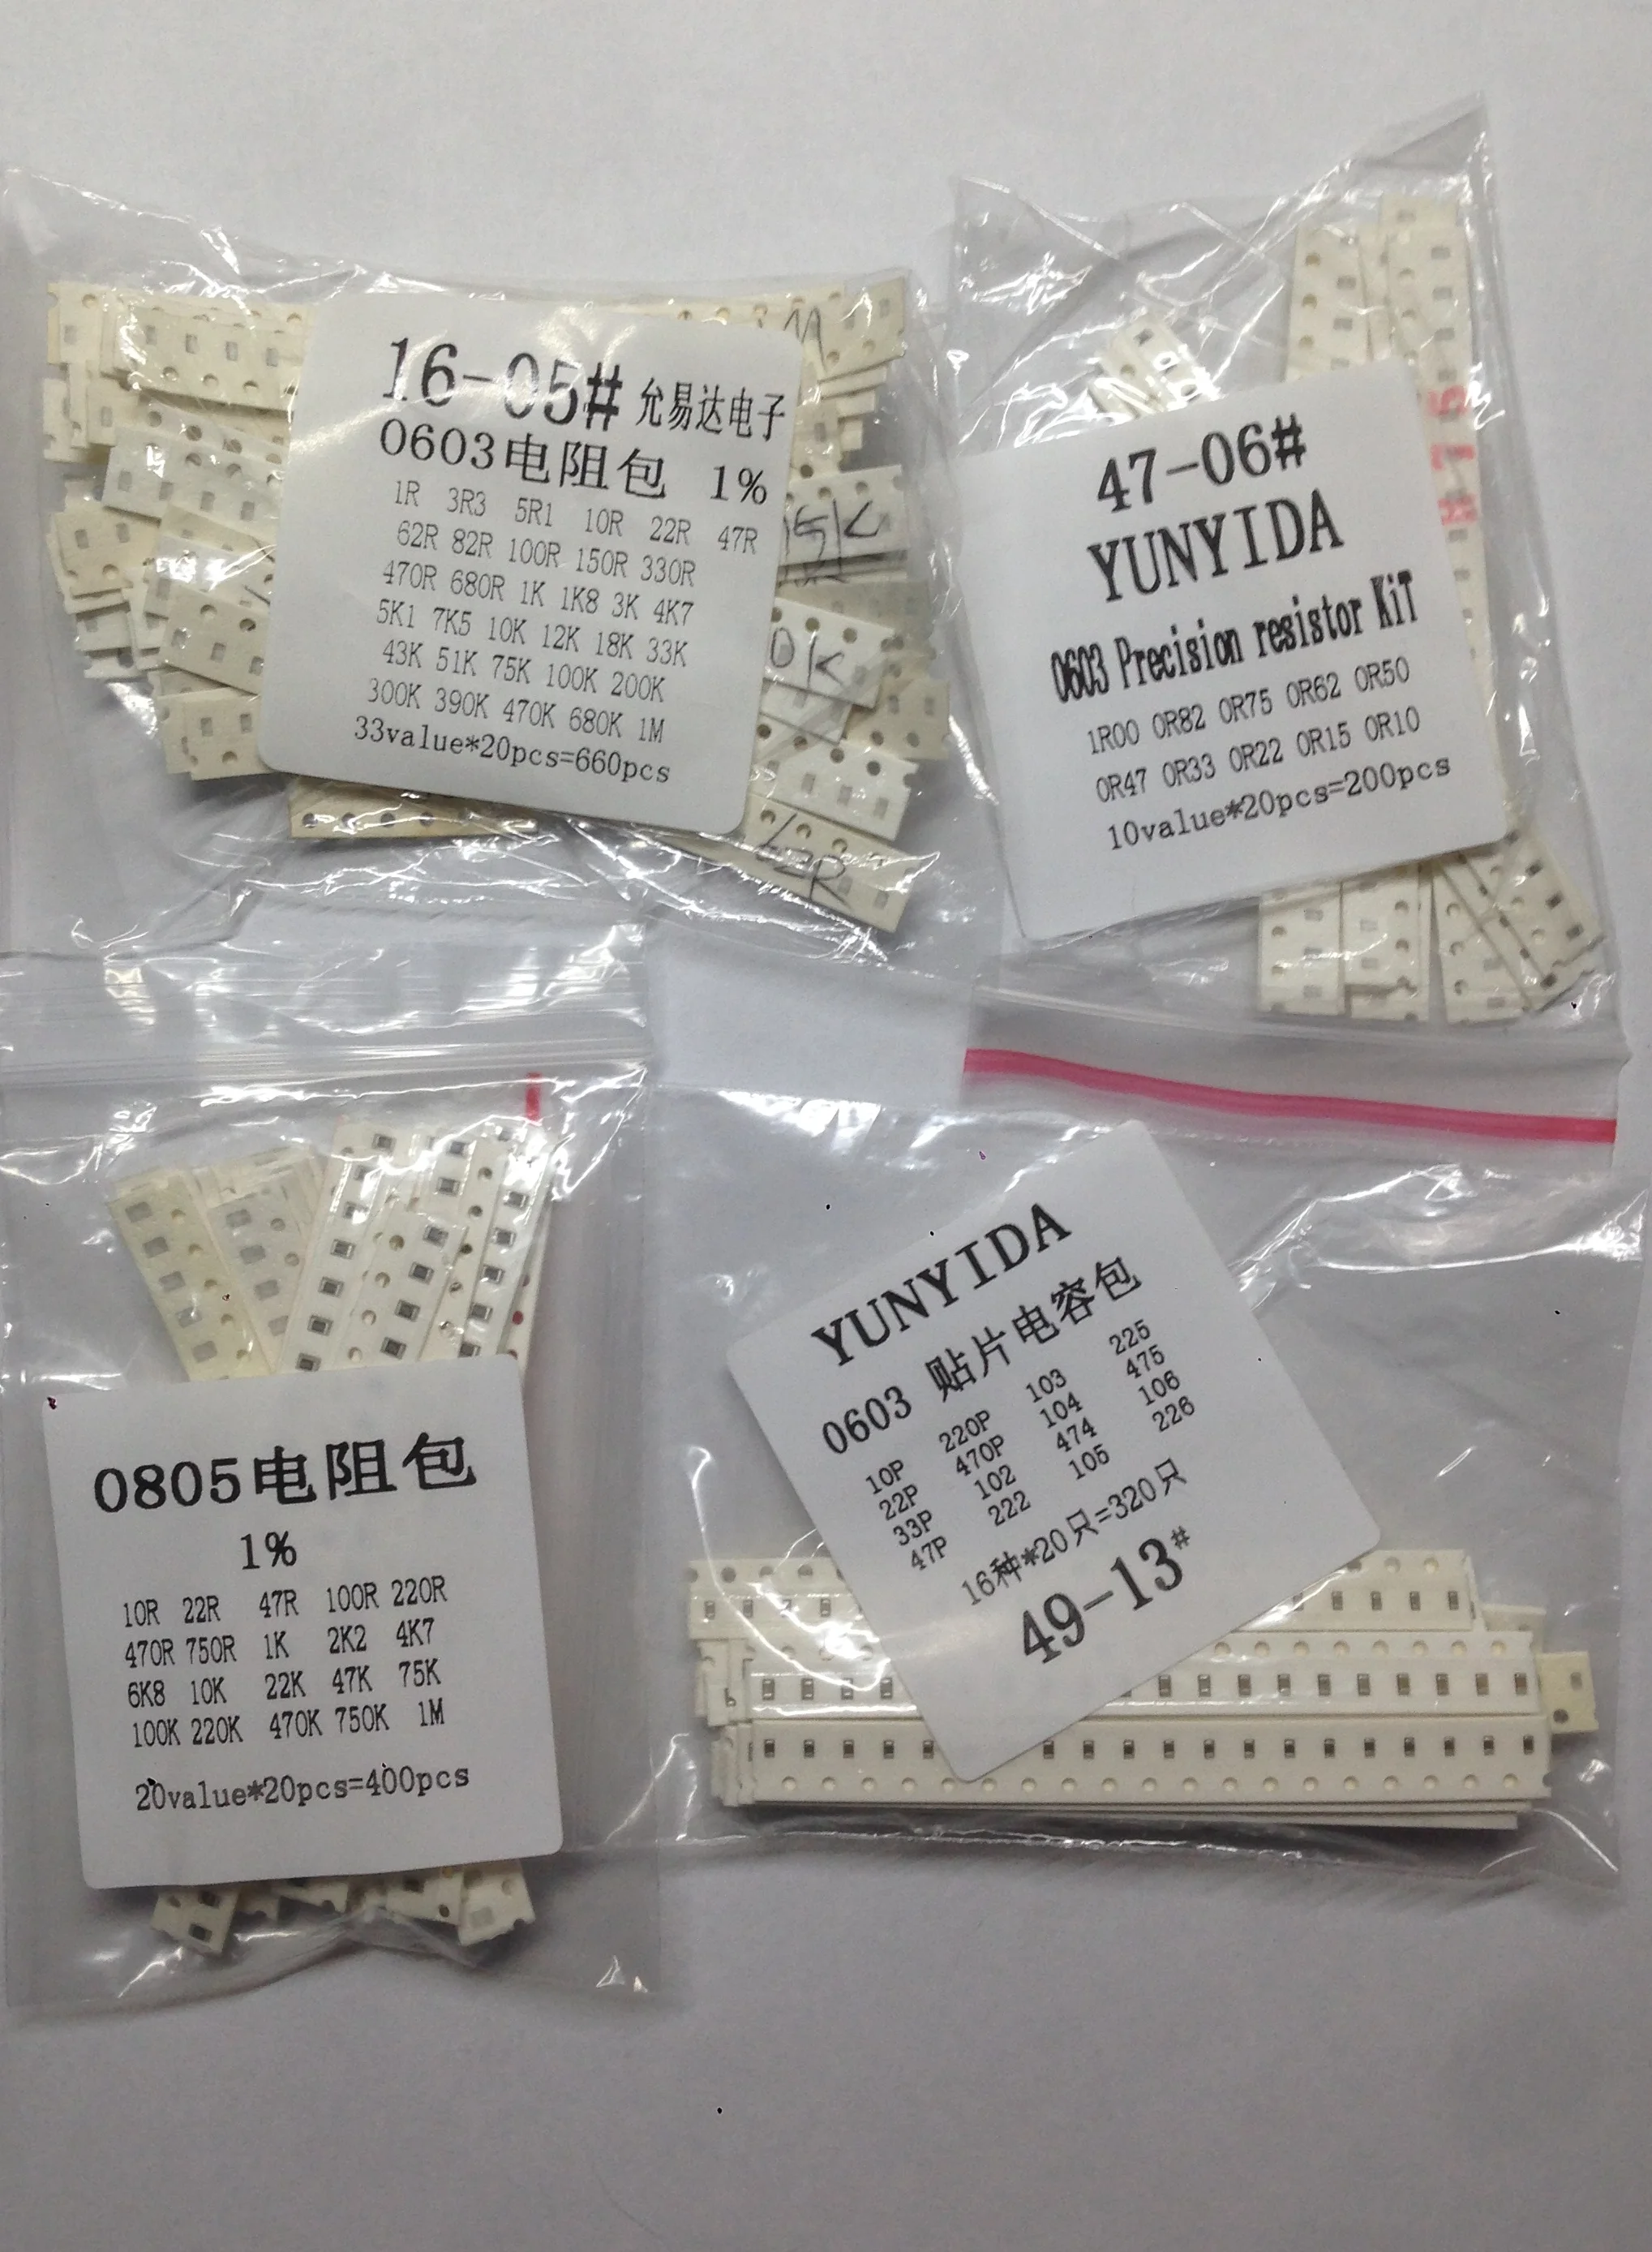 16-05# 允易达电子
0603电阻包 1%
1R 3R3 5R1 10R 22R 47R
62R 82R 100R 150R 330R
470R 680R 1K 1K8 3K 4K7
5K1 7K5 10K 12K 18K 33K
43K 51K 75K 100K 200K
300K 390K 470K 680K 1M
33value*20pcs=660pcs
62R
47-06#
YUNYIDA
0603 Precision resistor KiT
1R00 0R82 0R75 0R62 0R50
0R47 0R33 0R22 0R15 0R10
10value*20pcs=200pcs
0805电阻包
1%
10R 22R 47R 100R 220R
470R 750R 1K 2K2 4K7
6K8 10K 22K 47K 75K
100K 220K 470K 750K 1M
20value*20pcs=400pcs
YUNYIDA
0603 贴片电容包
10P 220P 103 225
22P 470P 104 475
33P 102 474 106
47P 222 105 226
16种*20只=320只
49-13#